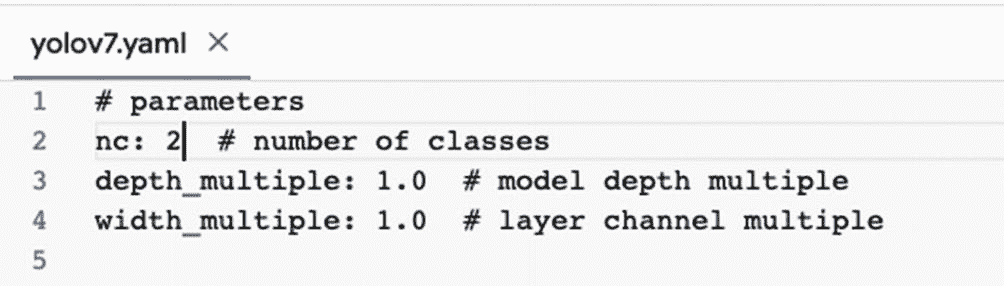 yolov7.yaml ×
1 # parameters
2 nc: 2 # number of classes
3 depth_multiple: 1.0 # model depth multiple
4 width_multiple: 1.0 # layer channel multiple
5